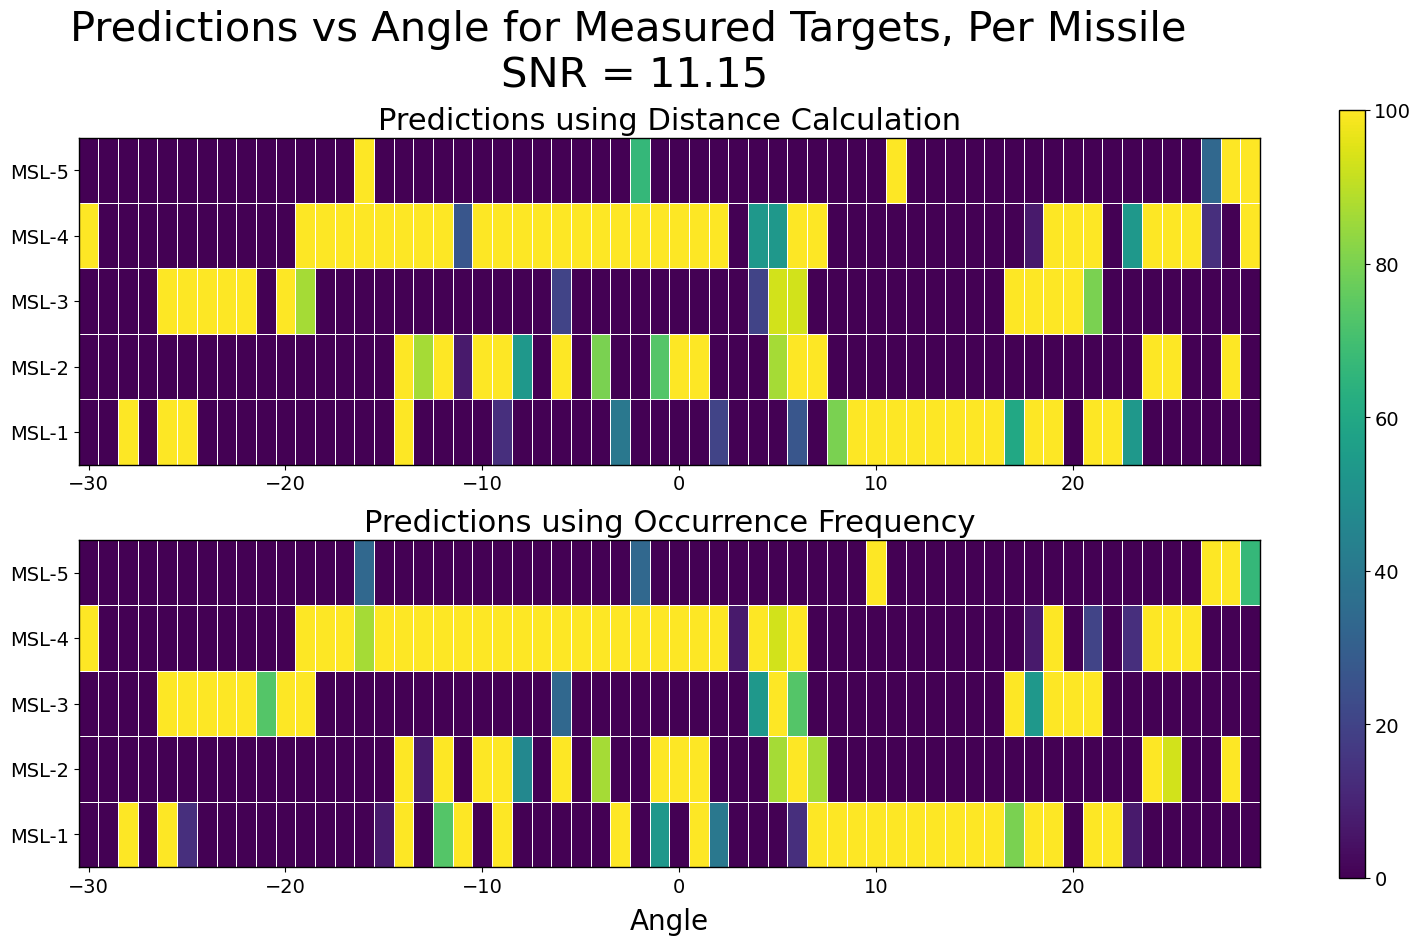 Predictions vs Angle for Measured Targets, Per Missile
SNR = 11.15
Predictions using Distance Calculation
MSL-5
MSL-4
MSL-3
MSL-2
MSL-1
−30 −20 −10 0 10 20
Predictions using Occurrence Frequency
MSL-5
MSL-4
MSL-3
MSL-2
MSL-1
−30 −20 −10 0 10 20
Angle
100
80
60
40
20
0